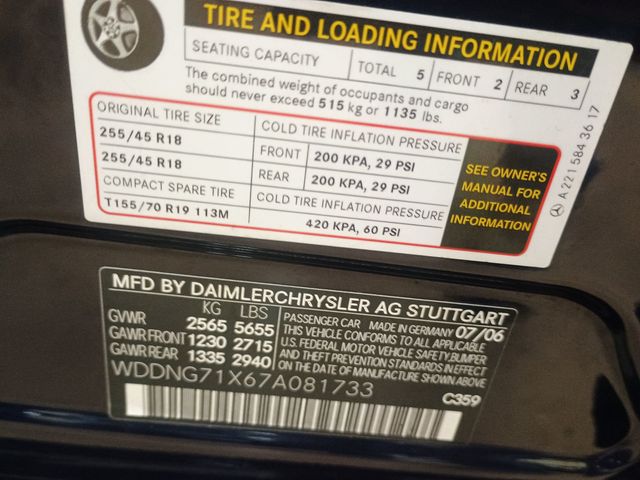 TIRE AND LOADING INFORMATION
SEATING CAPACITY TOTAL 5 FRONT 2 REAR 3
The combined weight of occupants and cargo
should never exceed 515 kg or 1135 lbs.
ORIGINAL TIRE SIZE COLD TIRE INFLATION PRESSURE
255/45 R18 FRONT 200 KPA, 29 PSI
255/45 R18 REAR 200 KPA, 29 PSI
COMPACT SPARE TIRE COLD TIRE INFLATION PRESSURE
T155/70 R19 113M 420 KPA, 60 PSI
SEE OWNER'S
MANUAL FOR
ADDITIONAL
INFORMATION
A 221 584 36 17
MFD BY DAIMLERCHRYSLER AG STUTTGART
KG LBS
GVWR 2565 5655
GAWR FRONT 1230 2715
GAWR REAR 1335 2940
PASSENGER CAR MADE IN GERMANY 07/06
THIS VEHICLE CONFORMS TO ALL APPLICABLE
U.S. FEDERAL MOTOR VEHICLE SAFETY, BUMPER
AND THEFT PREVENTION STANDARDS IN EFFECT
ON THE DATE OF MANUFACTURE SHOWN ABOVE.
WDDNG71X67A081733
C359